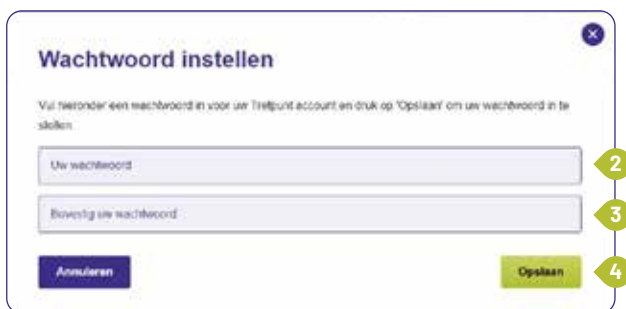 Wachtwoord instellen
Vul hieronder een wachtwoord in voor uw Trefpunt account en druk op 'Opslaan' om uw wachtwoord in te
stellen
Uw wachtwoord
2
Bevestig uw wachtwoord
3
Annuleren
Opslaan
4